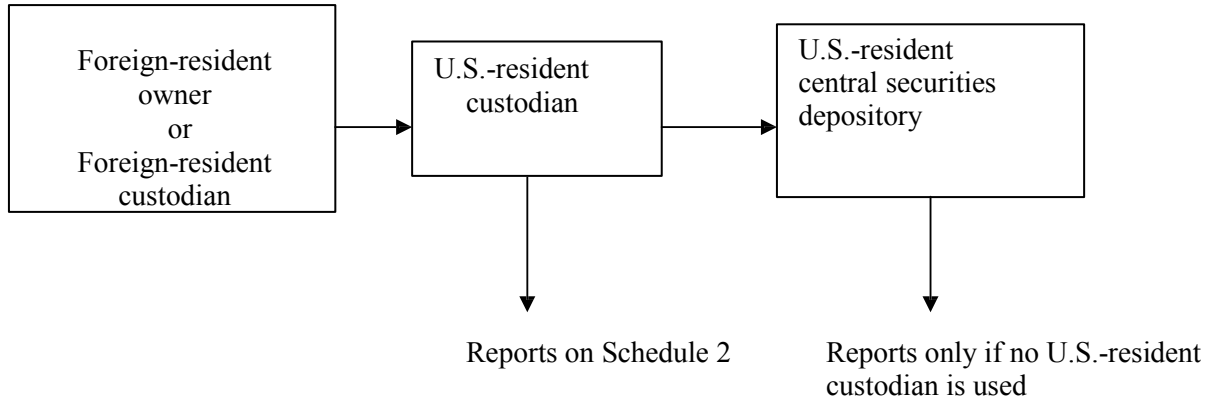 Foreign-resident
owner
or
Foreign-resident
custodian
U.S.-resident
custodian
U.S.-resident
central securities
depository
Reports on Schedule 2
Reports only if no U.S.-resident
custodian is used